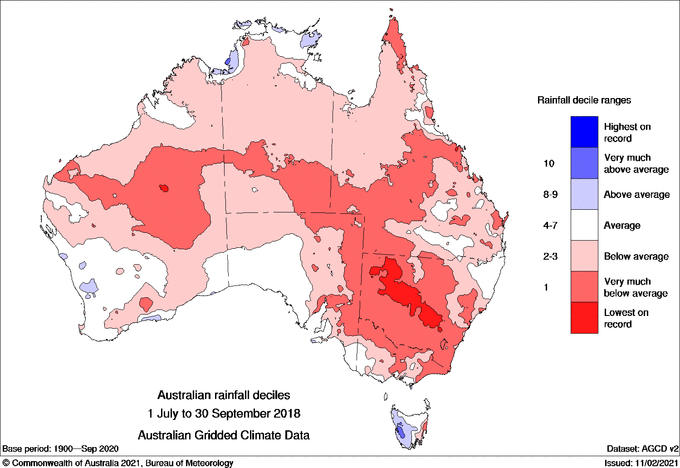 Rainfall decile ranges
Highest on
record
10
Very much
above average
8-9
Above average
4-7
Average
2-3
Below average
1
Very much
below average
Lowest on
record
Australian rainfall deciles
1 July to 30 September 2018
Australian Gridded Climate Data
Base period: 1900—Sep 2020
Dataset: AGCD v2
© Commonwealth of Australia 2021, Bureau of Meteorology
Issued: 11/02/2021